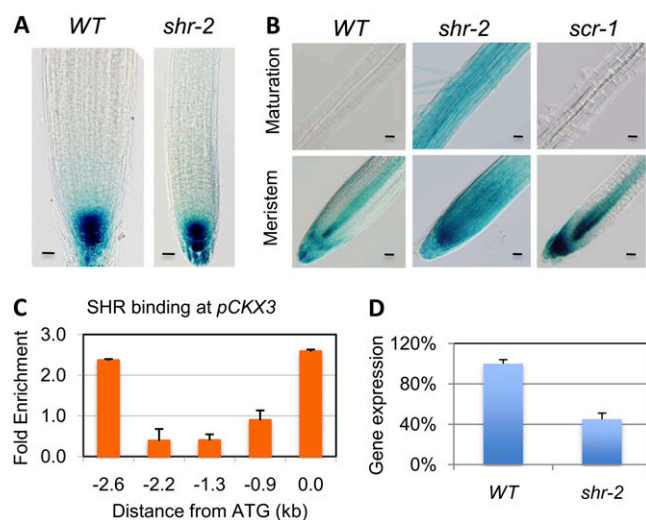 A WT shr-2
B WT shr-2 scr-1
Maturation
Meristem
C SHR binding at pCKX3
Fold Enrichment
3.0
2.0
1.0
0.0
-2.6 -2.2 -1.3 -0.9 0.0
Distance from ATG (kb)
D
Gene expression
120%
80%
40%
0%
WT shr-2